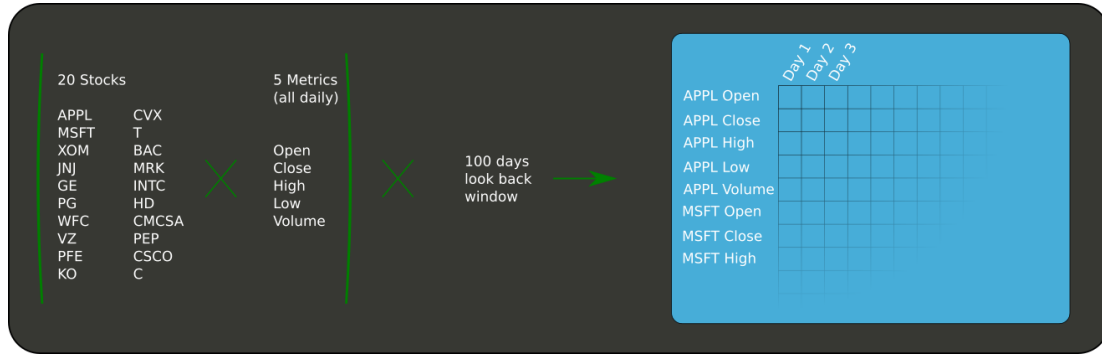 20 Stocks
APPL CVX
MSFT T
XOM BAC
JNJ MRK
GE INTC
PG HD
WFC CMCSA
VZ PEP
PFE CSCO
KO C
5 Metrics
(all daily)
Open
Close
High
Low
Volume
100 days
look back
window
Day 1
Day 2
Day 3
APPL Open
APPL Close
APPL High
APPL Low
APPL Volume
MSFT Open
MSFT Close
MSFT High